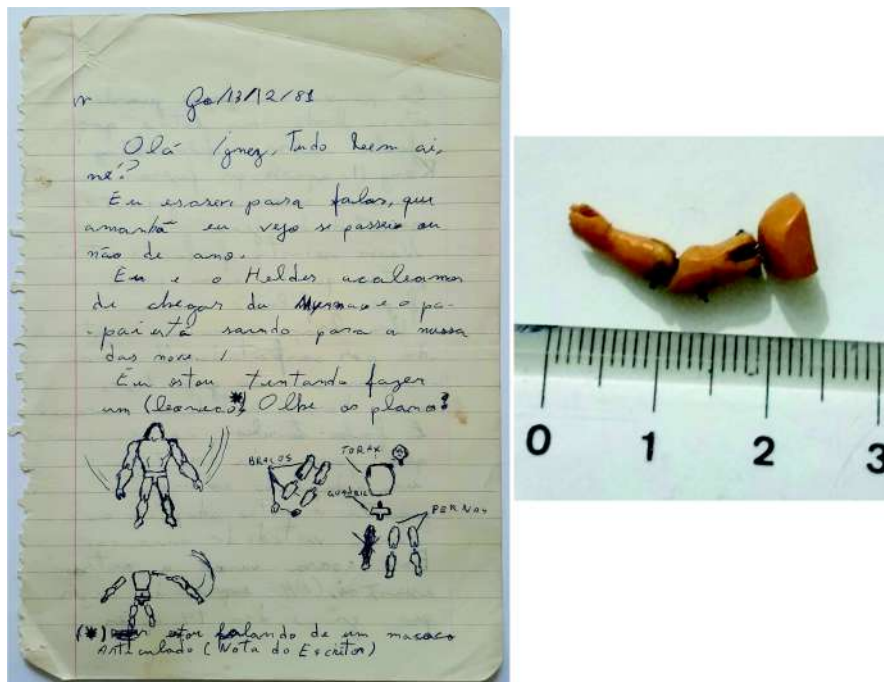 Go/13/12/81
Olá Ignez, Tudo beem ai,
né?
Eu escrevi para falar, que
amanhã eu vejo se passei ou
não de ano.
Eu e o Helder acabamos
de chegar da e o pa-
-pai está saindo para a missa
das nove.
Eu estou tentando fazer
um (boneco*) Olhe os planos?
BRAÇOS
TORAX
QUADRIL
PERNAS
(*) estou falando de um macaco
Articulado (Nota do Escritor)
0 1 2 3